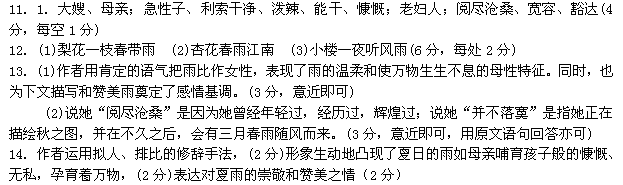 11. 1. 大嫂、母亲；急性子、利索干净、泼辣、能干、慷慨；老妇人；阅尽沧桑、宽容、豁达(4
分，每空 1 分)
12. (1)梨花一枝春带雨 (2)杏花春雨江南 (3)小楼一夜听风雨(6 分，每处 2 分)
13. (1)作者用肯定的语气把雨比作女性，表现了雨的温柔和使万物生生不息的母性特征。同时，也
为下文描写和赞美雨奠定了感情基调。(3 分，意近即可)
(2)说她“阅尽沧桑”是因为她曾经年轻过，经历过，辉煌过；说她“并不落寞”是指她正在
描绘秋之图，并在不久之后，会有三月春雨随风而来。(3 分，意近即可，用原文语句回答亦可)
14. 作者运用拟人、排比的修辞手法，(2 分)形象生动地凸现了夏日的雨如母亲哺育孩子般的慷慨、
无私，孕育着万物，(2 分)表达对夏雨的崇敬和赞美之情（2 分）